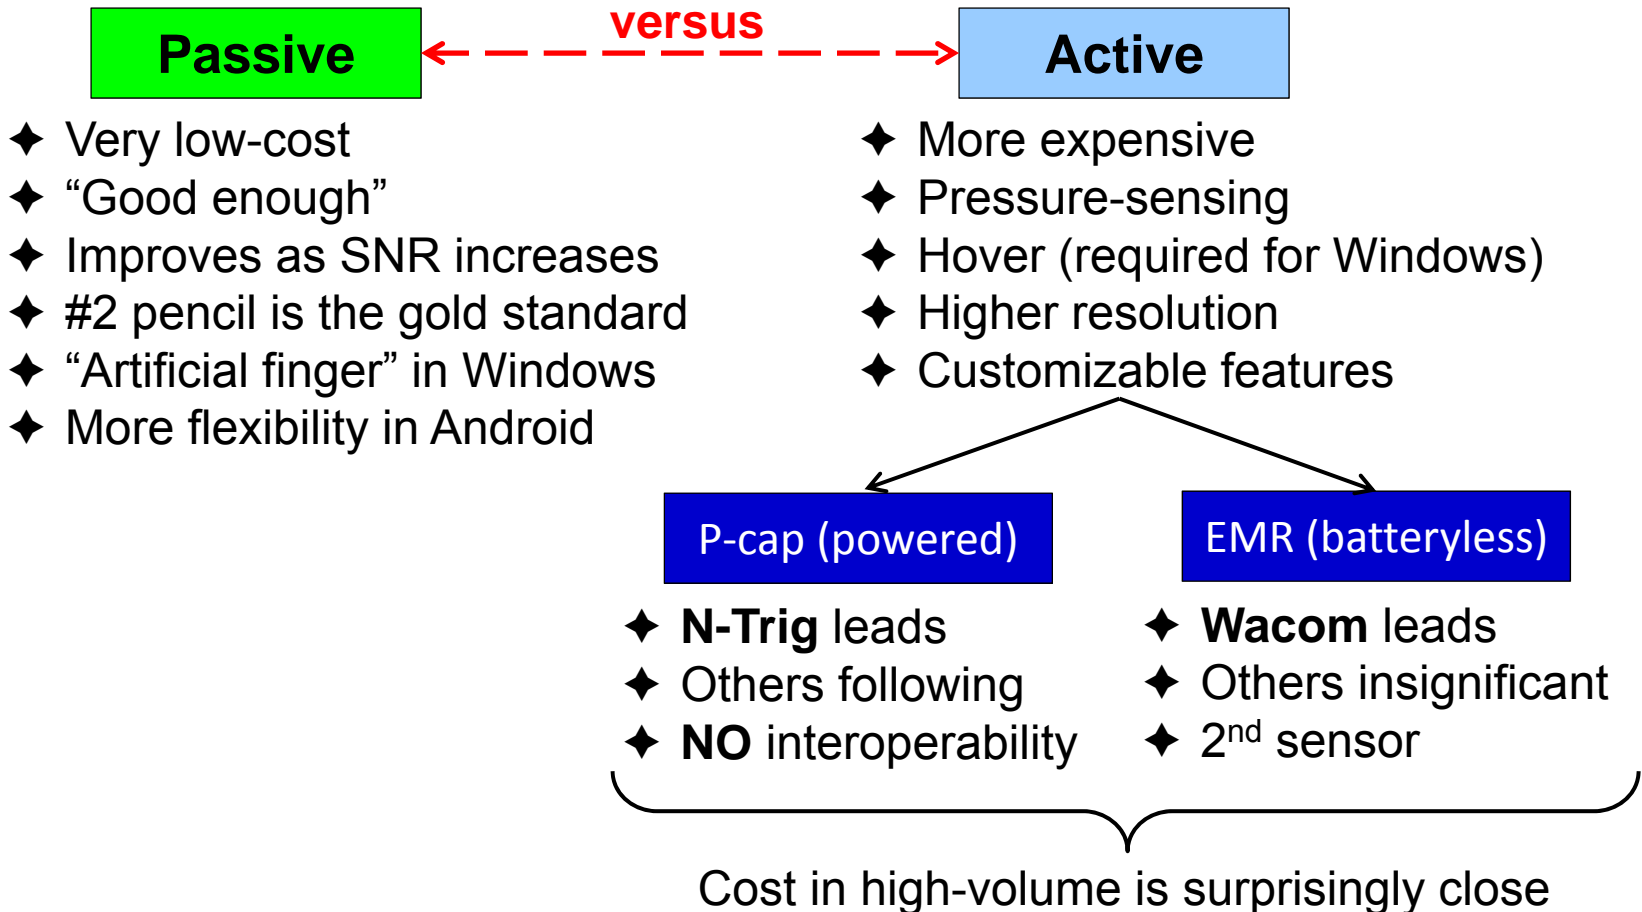 versus
Passive
Active
✦ Very low-cost
✦ “Good enough”
✦ Improves as SNR increases
✦ #2 pencil is the gold standard
✦ “Artificial finger” in Windows
✦ More flexibility in Android
✦ More expensive
✦ Pressure-sensing
✦ Hover (required for Windows)
✦ Higher resolution
✦ Customizable features
P-cap (powered)
✦ N-Trig leads
✦ Others following
✦ NO interoperability
EMR (batteryless)
✦ Wacom leads
✦ Others insignificant
✦ 2nd sensor
Cost in high-volume is surprisingly close